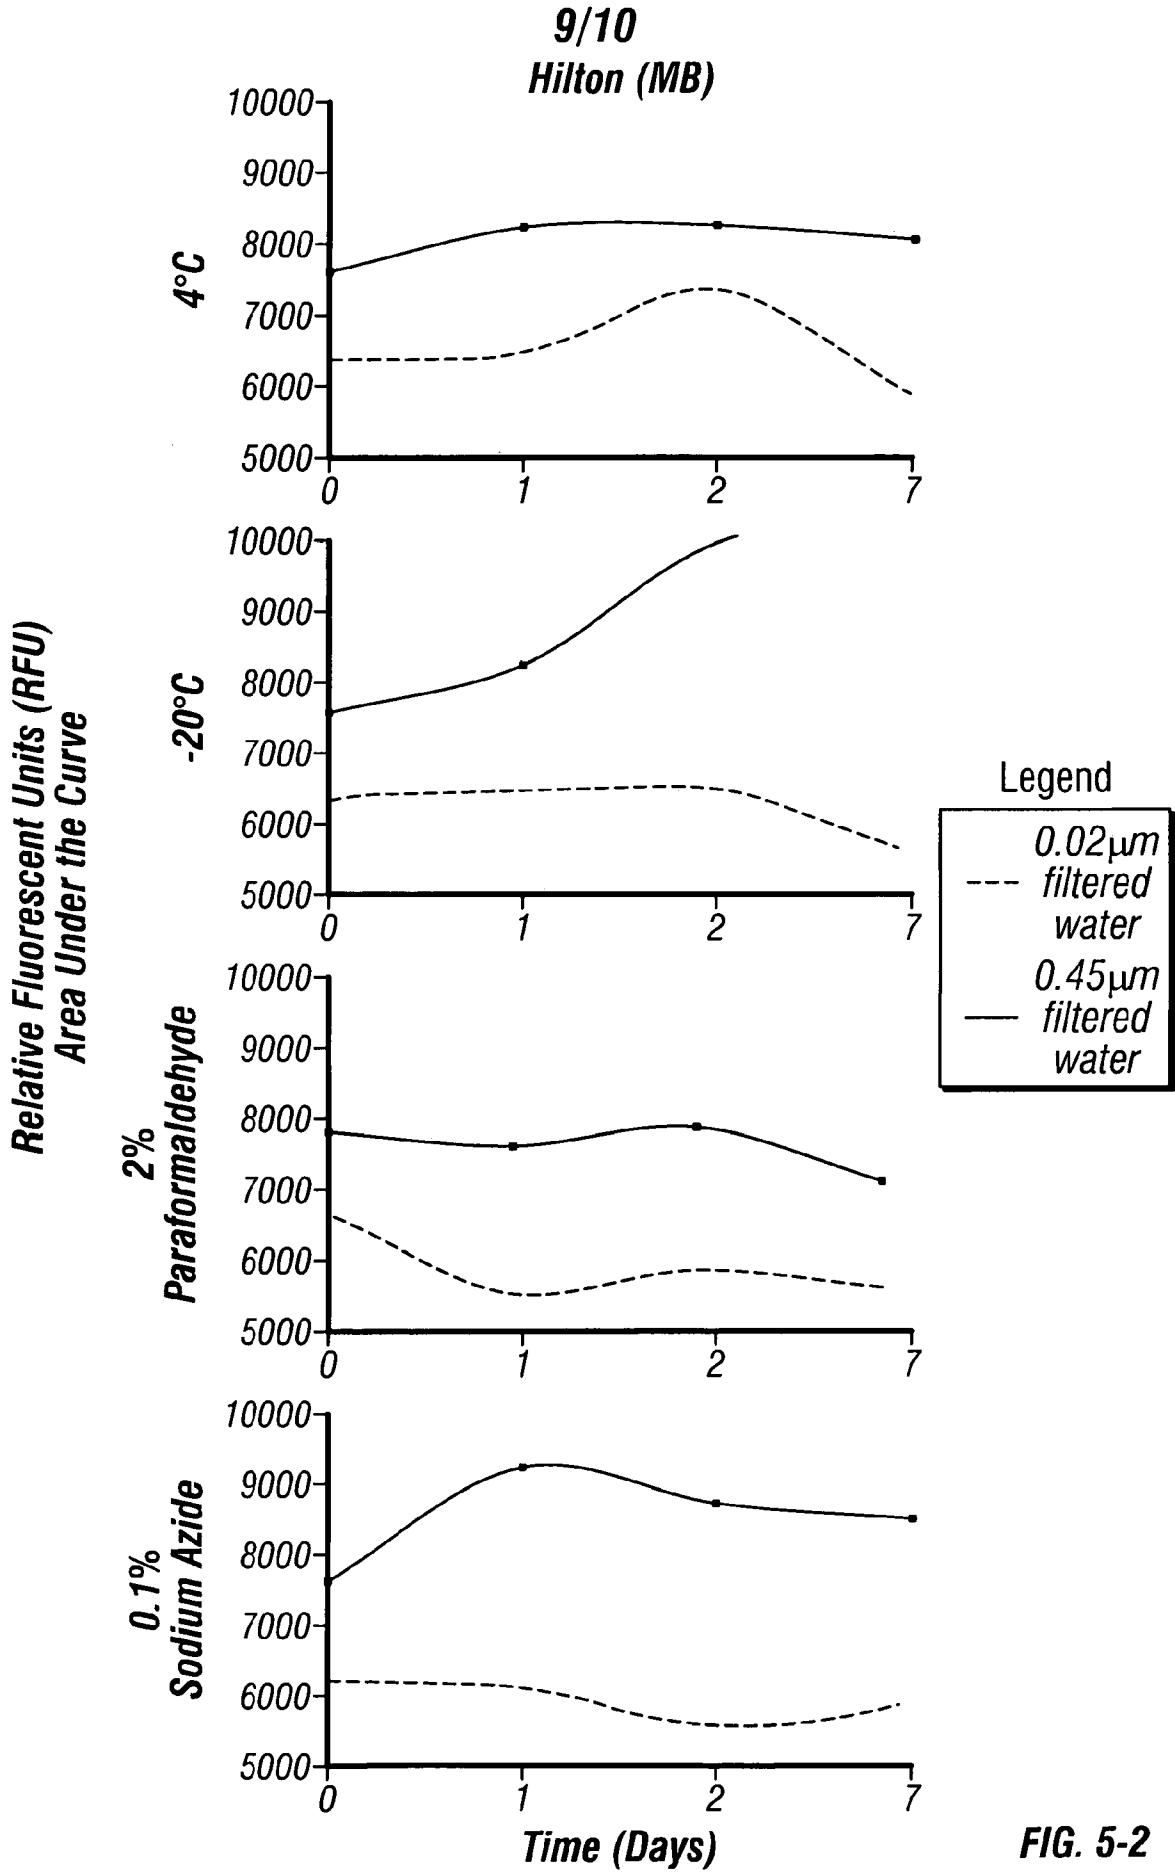 9/10
Hilton (MB)
Relative Fluorescent Units (RFU)
Area Under the Curve
4°C
10000
9000
8000
7000
6000
5000
0 1 2 7
-20°C
10000
9000
8000
7000
6000
5000
0 1 2 7
2%
Paraformaldehyde
10000
9000
8000
7000
6000
5000
0 1 2 7
0.1%
Sodium Azide
10000
9000
8000
7000
6000
5000
0 1 2 7
Time (Days)
Legend
0.02µm
filtered
water
0.45µm
filtered
water
FIG. 5-2